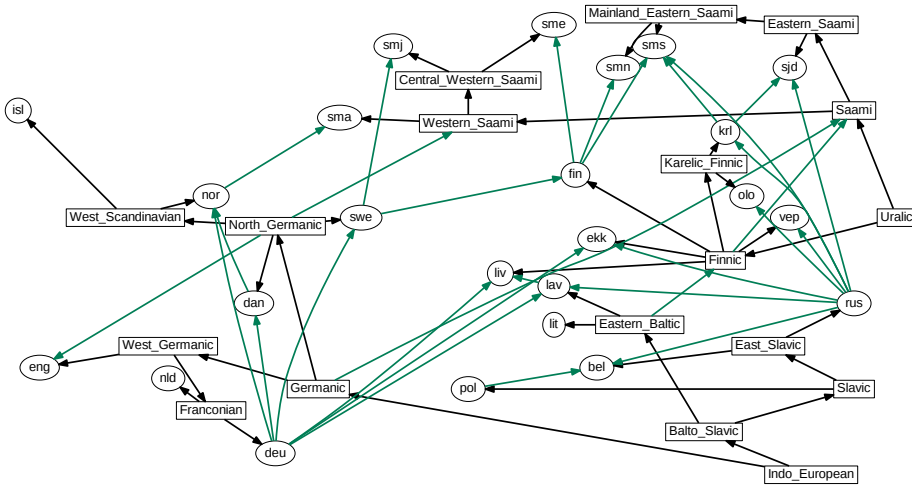 Mainland_Eastern_Saami
sme
Eastern_Saami
smj
sms
smn
sjd
Central_Western_Saami
isl
sma
Western_Saami
Saami
krl
Karelic_Finnic
fin
nor
olo
West_Scandinavian
North_Germanic
swe
vep
Uralic
ekk
Finnic
liv
lav
dan
rus
lit
Eastern_Baltic
West_Germanic
East_Slavic
eng
nld
bel
Germanic
pol
Slavic
Franconian
Balto_Slavic
deu
Indo_European